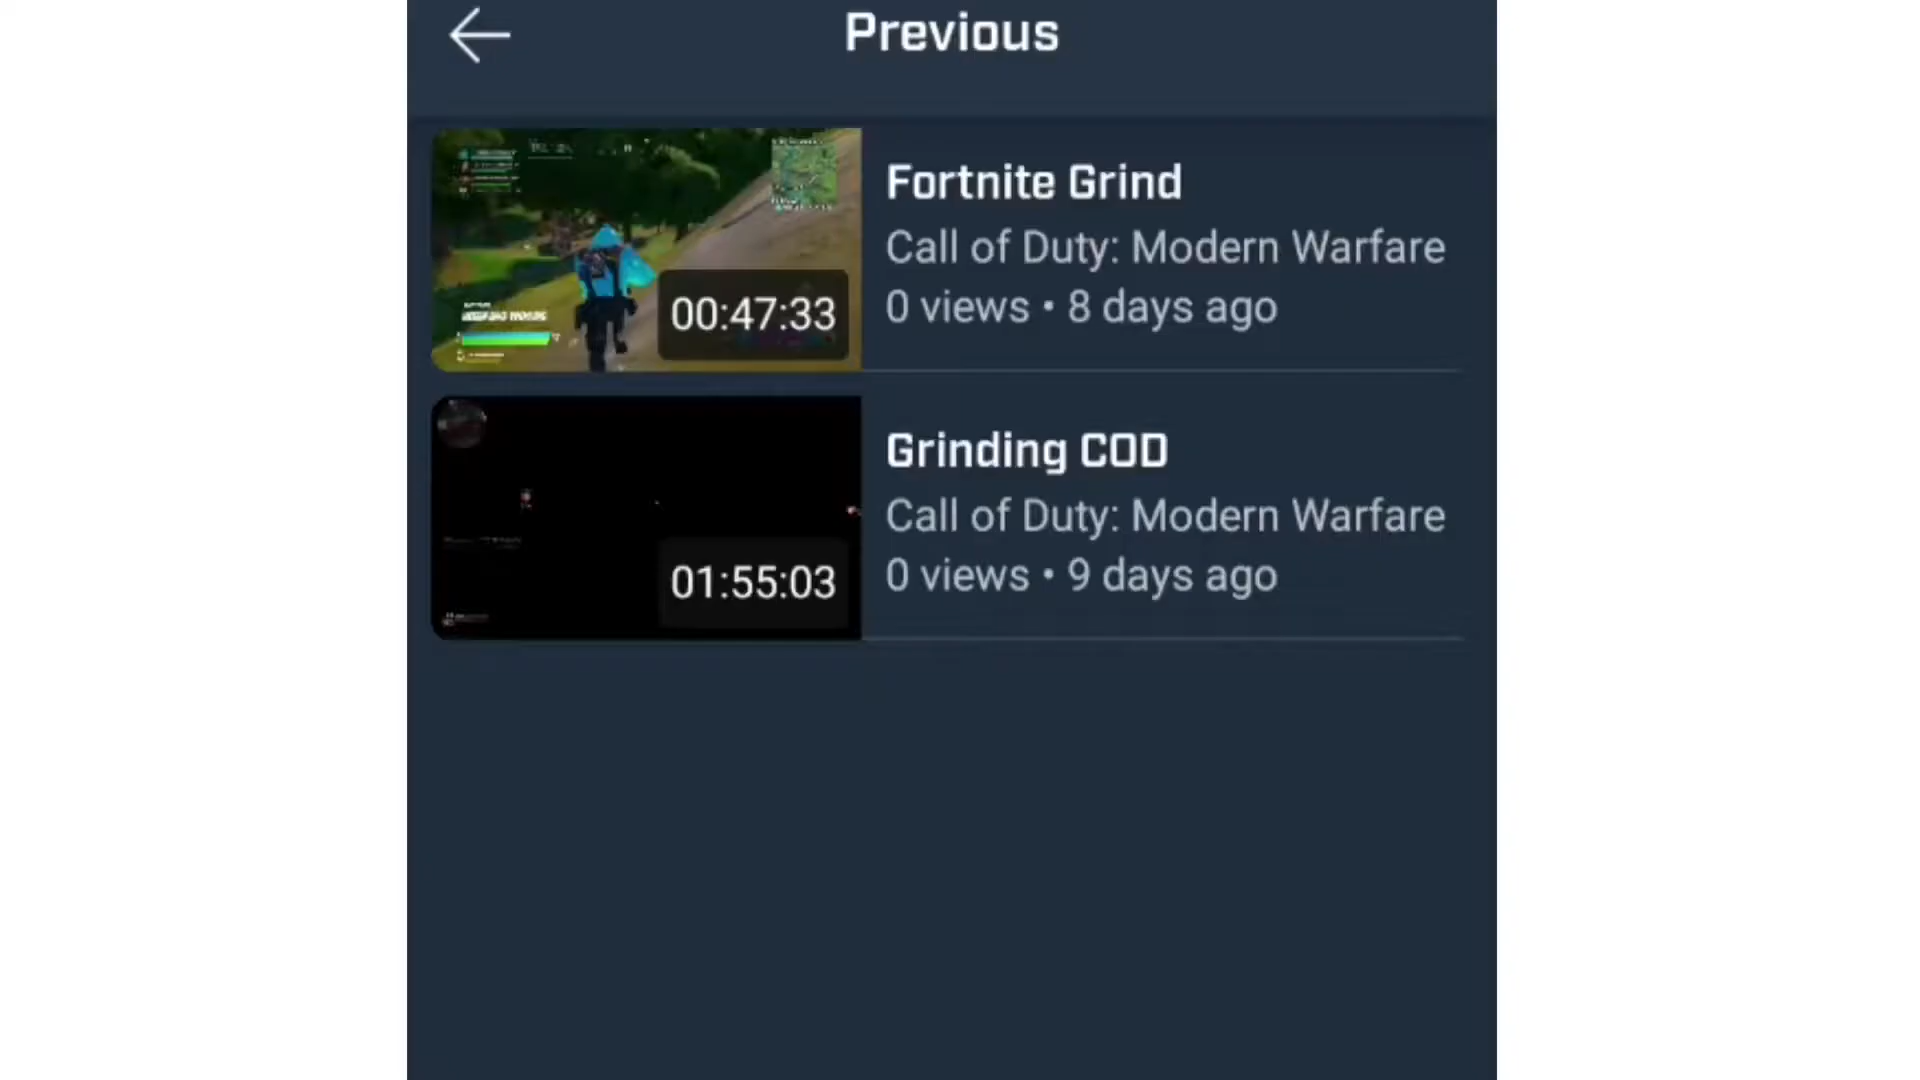 Previous
Fortnite Grind
Call of Duty: Modern Warfare
0 views • 8 days ago
00:47:33
Grinding COD
Call of Duty: Modern Warfare
0 views • 9 days ago
01:55:03